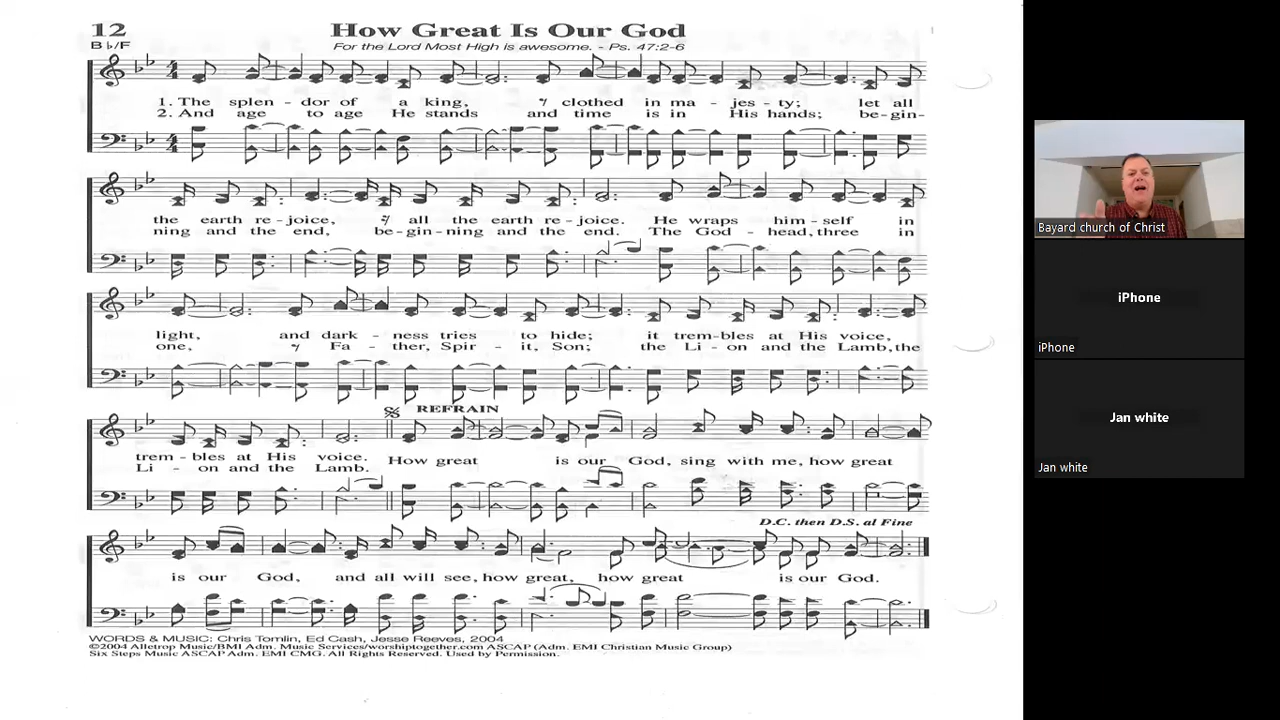 12
How Great Is Our God
B♭/F
For the Lord Most High is awesome. - Ps. 47:2-6
1. The splen - dor of a king, clothed in ma - jes - ty; let all
2. And age to age He stands and time is in His hands; be-gin-
the earth re - joice, all the earth re - joice. He wraps him - self in
ning and the end, be - gin - ning and the end. The God - head, three in
light, and dark - ness tries to hide; it trem-bles at His voice,
one, Fa - ther, Spir - it, Son; the Li - on and the Lamb, the
REFRAIN
trem - bles at His voice. How great is our God, sing with me, how great
Li - on and the Lamb.
D.C. then D.S. al Fine
is our God, and all will see, how great, how great is our God.
WORDS & MUSIC: Chris Tomlin, Ed Cash, Jesse Reeves, 2004
©2004 Alletrop Music/BMI Adm. Music Services/worshiptogether.com ASCAP (Adm. EMI Christian Music Group)
Six Steps Music ASCAP Adm. EMI CMG. All Rights Reserved. Used by Permission.
Bayard church of Christ
iPhone
iPhone
Jan white
Jan white